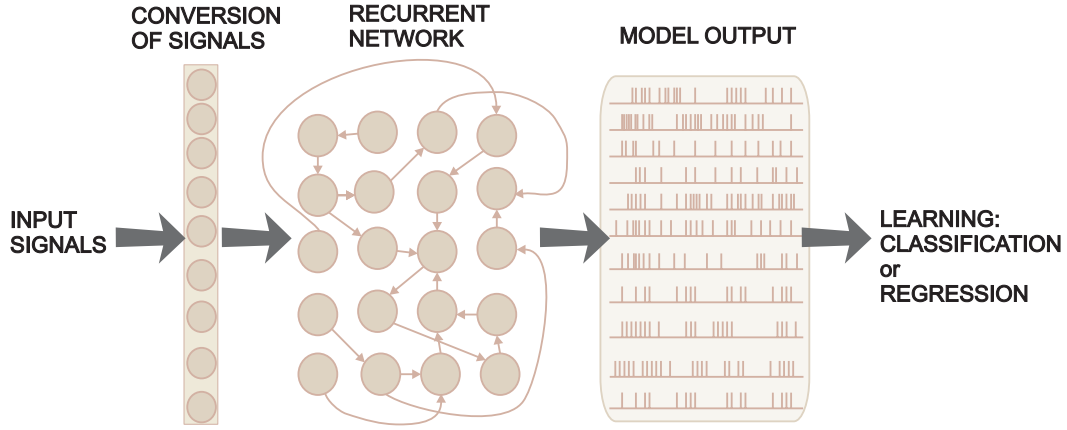 CONVERSION
OF SIGNALS
RECURRENT
NETWORK
MODEL OUTPUT
INPUT
SIGNALS
LEARNING:
CLASSIFICATION
or
REGRESSION